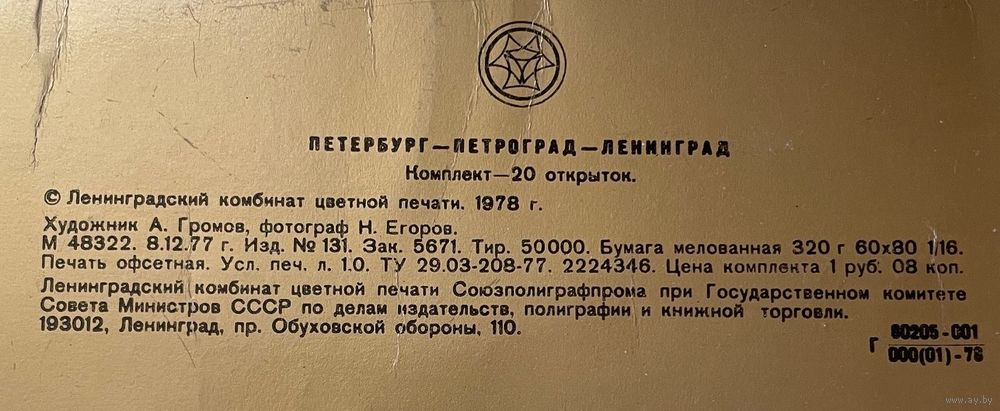 ПЕТЕРБУРГ—ПЕТРОГРАД—ЛЕНИНГРАД
Комплект—20 открыток.
© Ленинградский комбинат цветной печати. 1978 г.
Художник А. Громов, фотограф Н. Егоров.
М 48322. 8.12.77 г. Изд. № 131. Зак. 5671. Тир. 50000. Бумага мелованная 320 г 60х80 1/16.
Печать офсетная. Усл. печ. л. 1.0. ТУ 29.03-208-77. 2224346. Цена комплекта 1 руб. 08 коп.
Ленинградский комбинат цветной печати Союзполиграфпрома при Государственном комитете
Совета Министров СССР по делам издательств, полиграфии и книжной торговли.
193012, Ленинград, пр. Обуховской обороны, 110.
Г 80205-001
000(01)-78
www.ay.by